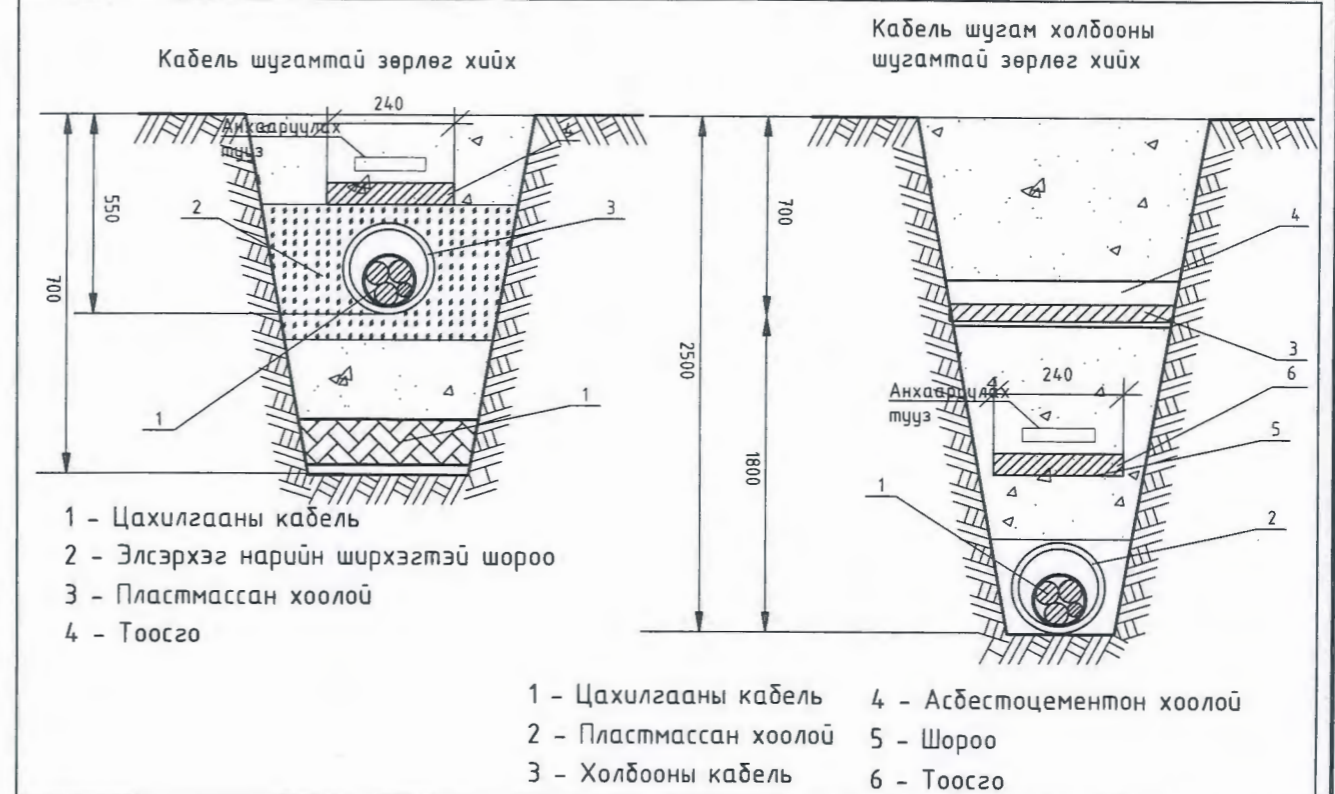 Кабель шугамтай зөрлөг хийх
240
Анхааруулах
тууз
4
550
2
3
700
1
1
1 - Цахилгааны кабель
2 - Элсэрхэг нарийн ширхэгтэй шороо
3 - Пластмассан хоолой
4 - Тоосго
Кабель шугам холбооны
шугамтай зөрлөг хийх
700
4
2500
3
240
6
Анхааруулах
тууз
5
1800
1
2
1 - Цахилгааны кабель
2 - Пластмассан хоолой
3 - Холбооны кабель
4 - Асбестоцементон хоолой
5 - Шороо
6 - Тоосго